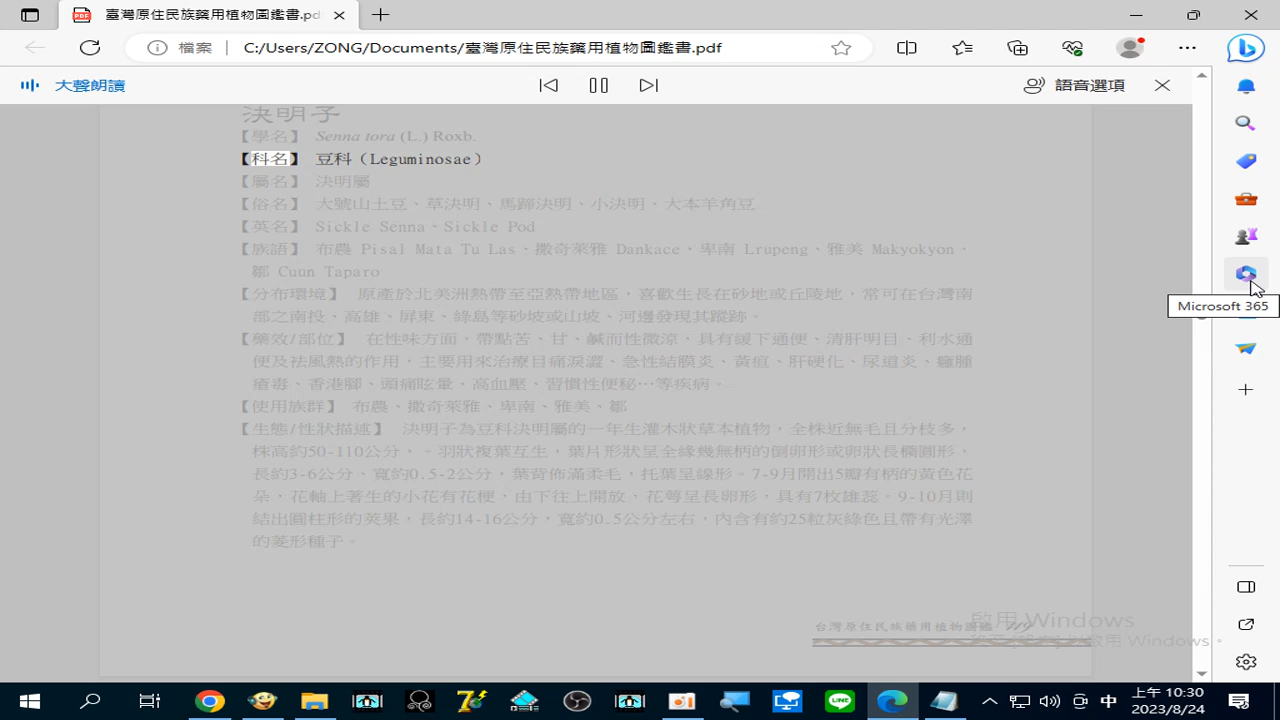 臺灣原住民族藥用植物圖鑑書.pd
檔案
C:/Users/ZONG/Documents/臺灣原住民族藥用植物圖鑑書.pdf
大聲朗讀
語音選項
決明子
【學名】 Senna tora (L.) Roxb.
【科名】 豆科（Leguminosae）
【屬名】 決明屬
【俗名】 大號山土豆、草決明、馬蹄決明、小決明、大本羊角豆
【英名】 Sickle Senna、Sickle Pod
【族語】 布農 Pisal Mata Tu Las、撒奇萊雅 Dankace、卑南 Lrupeng、雅美 Makyokyon、
鄒 Cuun Taparo
【分布環境】 原產於北美洲熱帶至亞熱帶地區，喜歡生長在砂地或丘陵地，常可在台灣南
部之南投、高雄、屏東、綠島等砂坡或山坡、河邊發現其蹤跡。
【藥效/部位】 在性味方面，帶點苦、甘、鹹而性微涼，具有緩下通便、清肝明目、利水通
便及袪風熱的作用，主要用來治療目痛淚澀、急性結膜炎、黃疸、肝硬化、尿道炎、癰腫
瘡毒、香港腳、頭痛眩暈、高血壓、習慣性便秘…等疾病。
【使用族群】 布農、撒奇萊雅、卑南、雅美、鄒
【生態/性狀描述】 決明子為豆科決明屬的一年生灌木狀草本植物，全株近無毛且分枝多，
株高約50-110公分，。羽狀複葉互生，葉片形狀呈全緣幾無柄的倒卵形或卵狀長橢圓形，
長約3-6公分、寬約0.5-2公分，葉背佈滿柔毛，托葉呈線形。7-9月開出5瓣有柄的黃色花
朵，花軸上著生的小花有花梗，由下往上開放，花萼呈長卵形，具有7枚雄蕊。9-10月則
結出圓柱形的莢果，長約14-16公分，寬約0.5公分左右，內含有約25粒灰綠色且帶有光澤
的菱形種子。
台灣原住民族藥用植物圖鑑
啟用 Windows
Microsoft 365
中
上午 10:30
2023/8/24